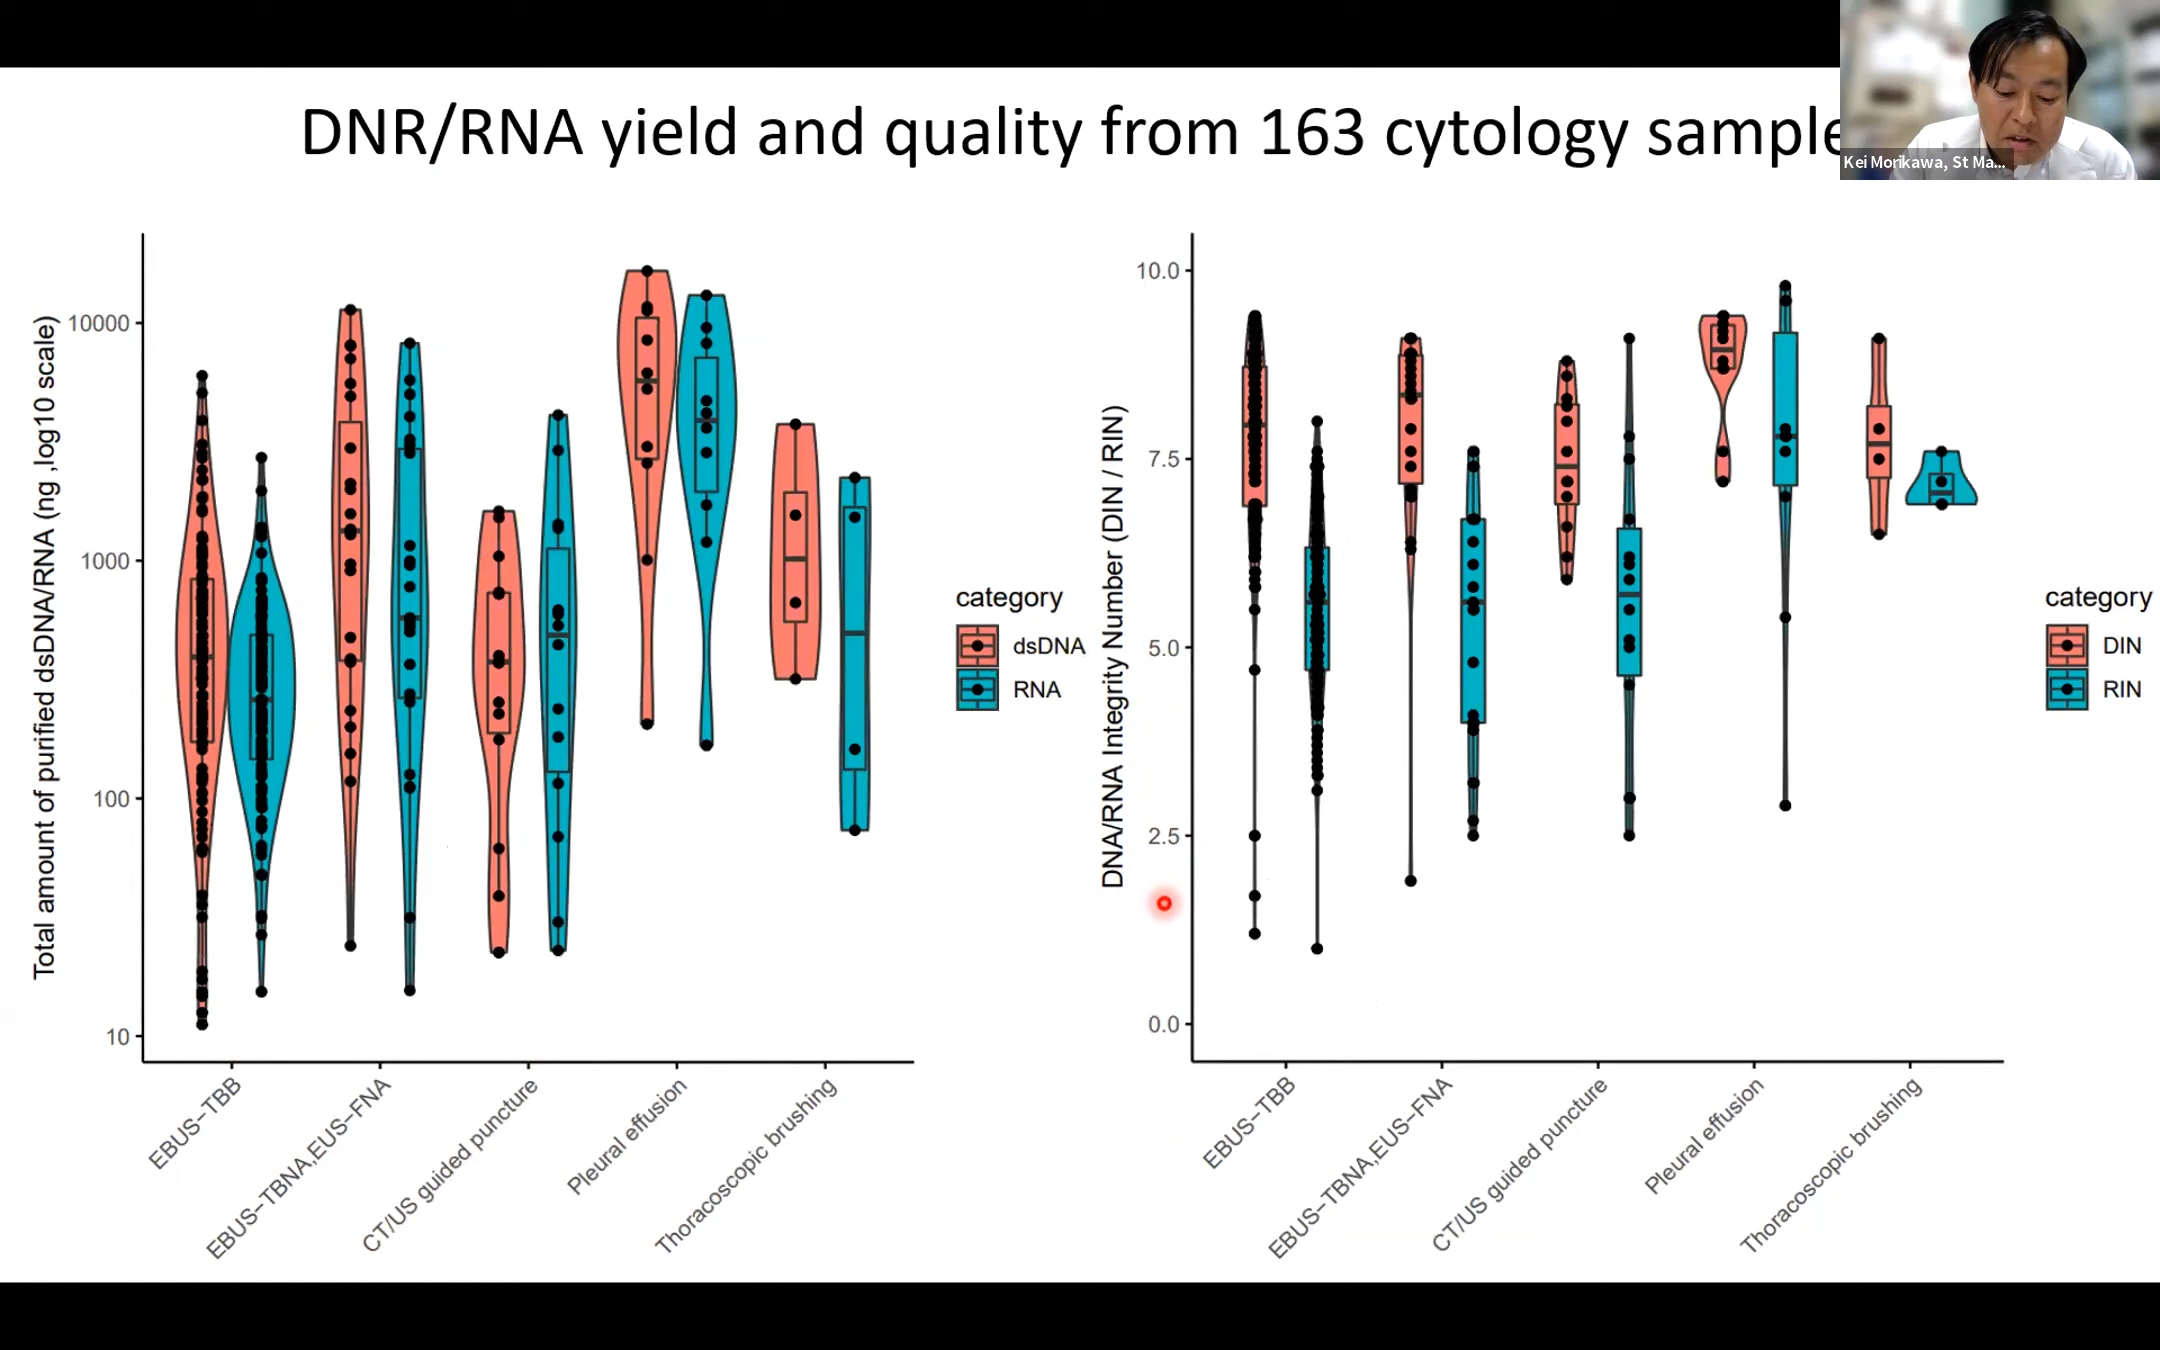 DNR/RNA yield and quality from 163 cytology sample
Kei Morikawa, St Ma...
Total amount of purified dsDNA/RNA (ng ,log10 scale)
10000
1000
100
10
EBUS−TBB
EBUS−TBNA,EUS−FNA
CT/US guided puncture
Pleural effusion
Thoracoscopic brushing
category
dsDNA
RNA
DNA/RNA Integrity Number (DIN / RIN)
10.0
7.5
5.0
2.5
0.0
EBUS−TBB
EBUS−TBNA,EUS−FNA
CT/US guided puncture
Pleural effusion
Thoracoscopic brushing
category
DIN
RIN